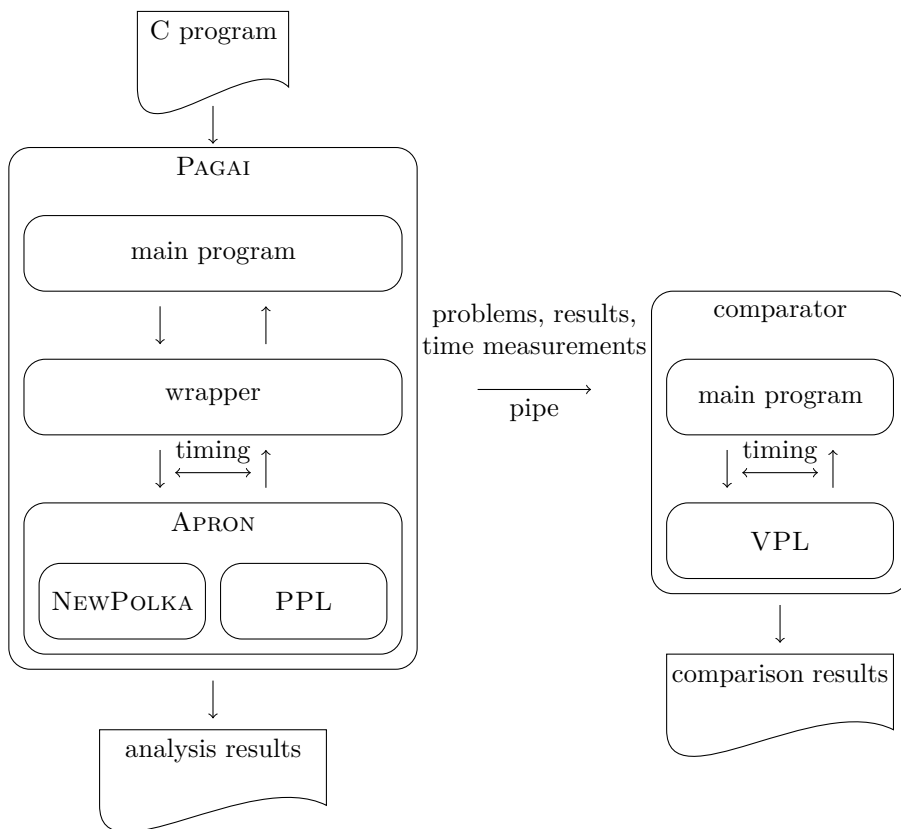 C program
PAGAI
main program
wrapper
timing
APRON
NEWPOLKA
PPL
analysis results
problems, results,
time measurements
pipe
comparator
main program
timing
VPL
comparison results